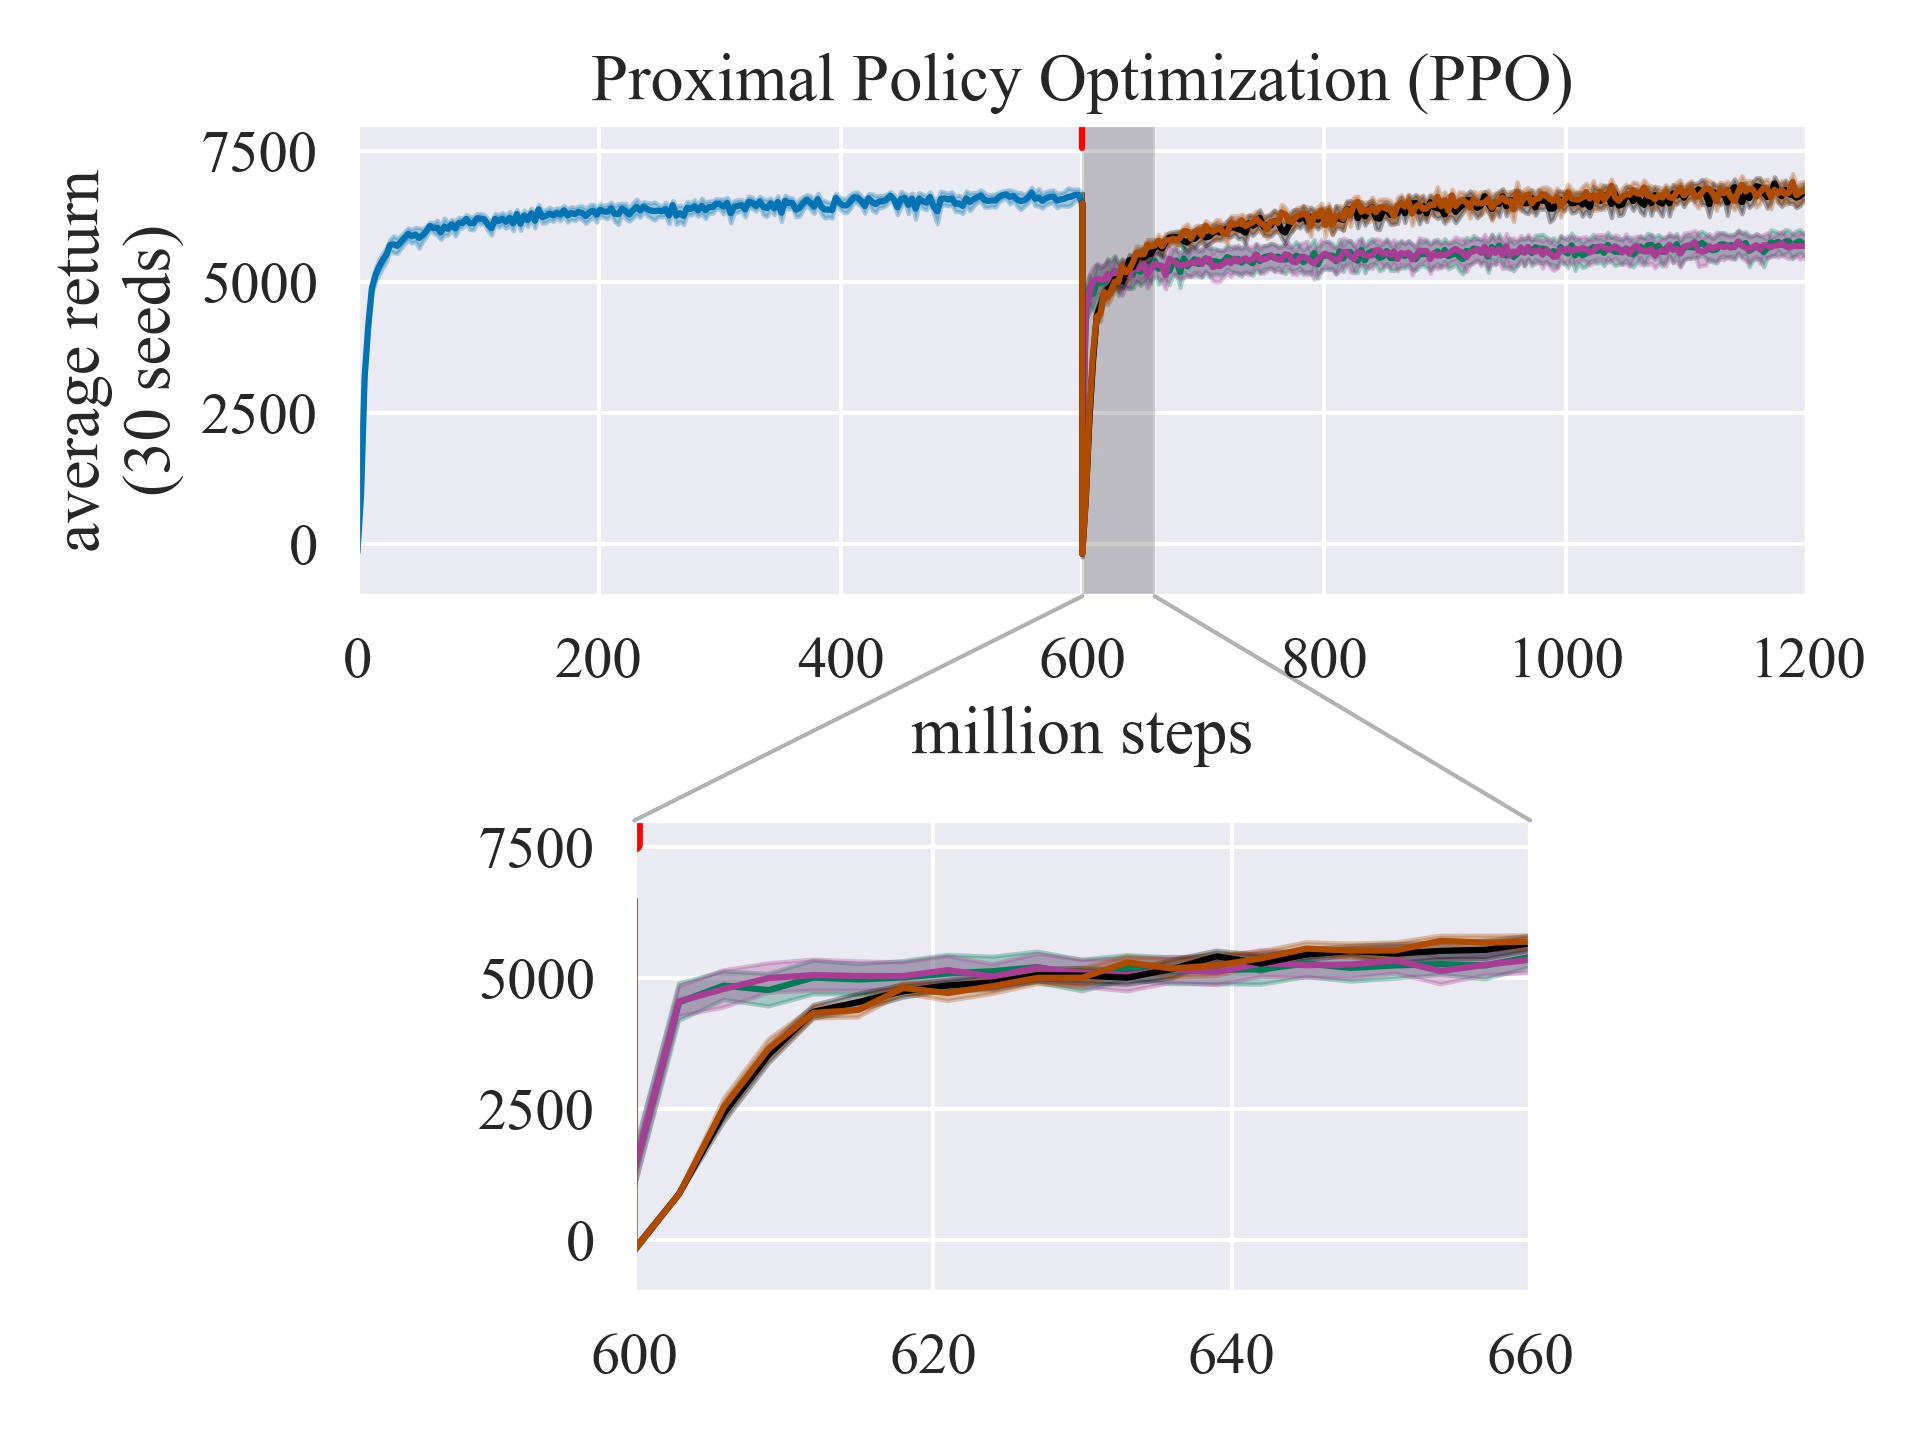 Proximal Policy Optimization (PPO)
average return
(30 seeds)
7500
5000
2500
0
0 200 400 600 800 1000 1200
million steps
7500
5000
2500
0
600 620 640 660